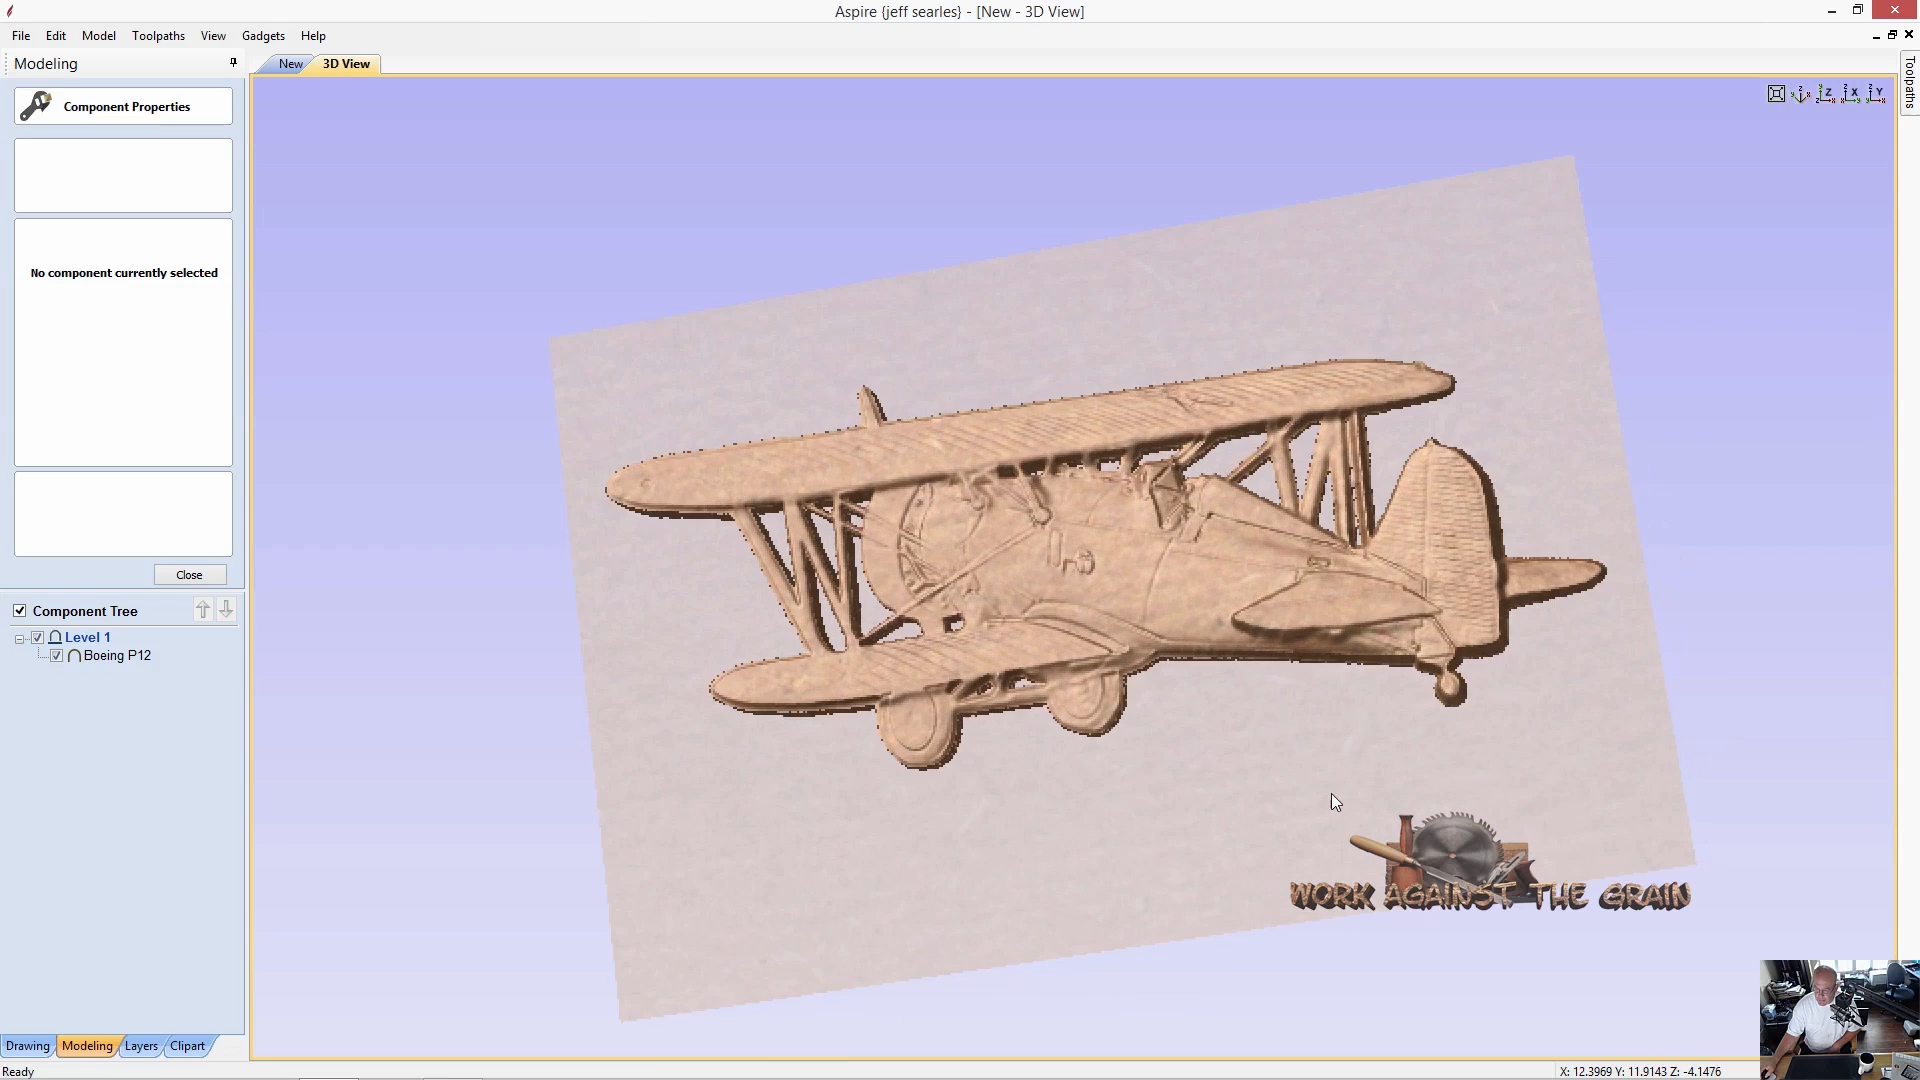 Aspire {jeff searles} - [New - 3D View]
File Edit Model Toolpaths View Gadgets Help
Modeling
New 3D View
Toolpaths
Component Properties
No component currently selected
Close
Component Tree
Level 1
Boeing P12
WORK AGAINST THE GRAIN
Drawing Modeling Layers Clipart
Ready
X: 12.3969 Y: 11.9143 Z: -4.1476